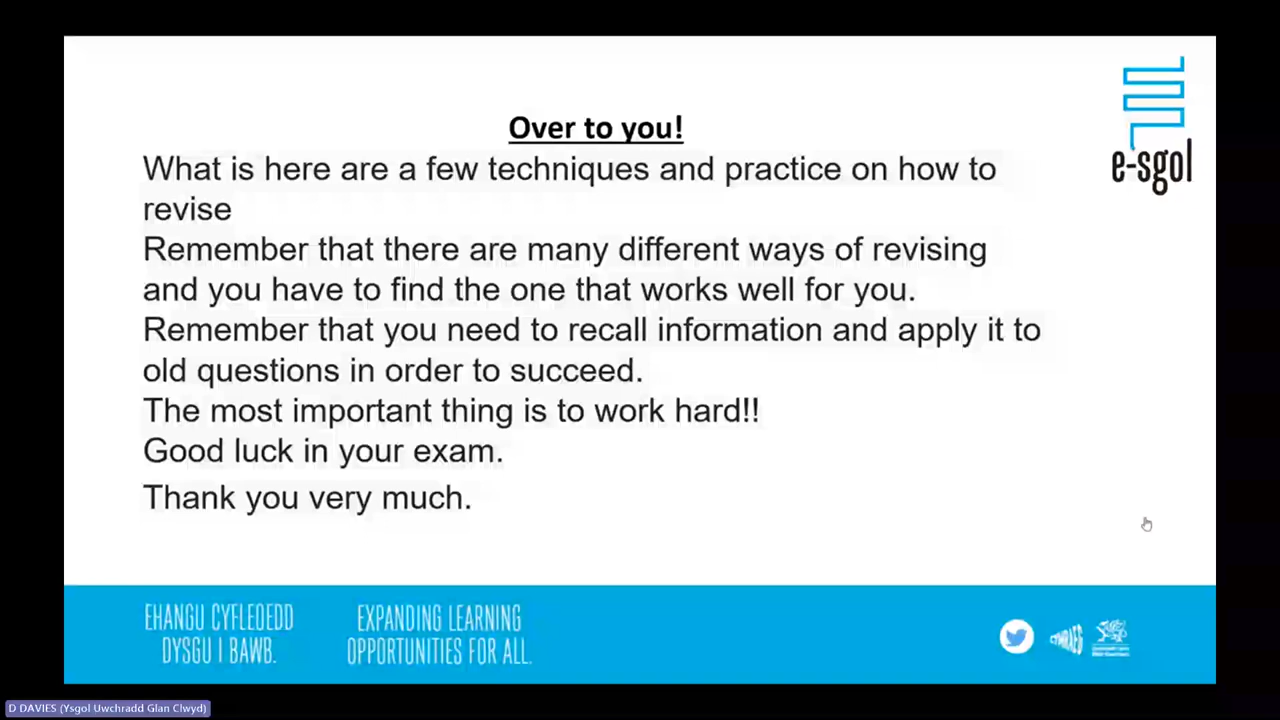 Over to you!
What is here are a few techniques and practice on how to
revise
Remember that there are many different ways of revising
and you have to find the one that works well for you.
Remember that you need to recall information and apply it to
old questions in order to succeed.
The most important thing is to work hard!!
Good luck in your exam.
Thank you very much.
e-sgol
EHANGU CYFLEOEDD
DYSGU I BAWB.
EXPANDING LEARNING
OPPORTUNITIES FOR ALL.
CYMRAEG
D DAVIES (Ysgol Uwchradd Glan Clwyd)